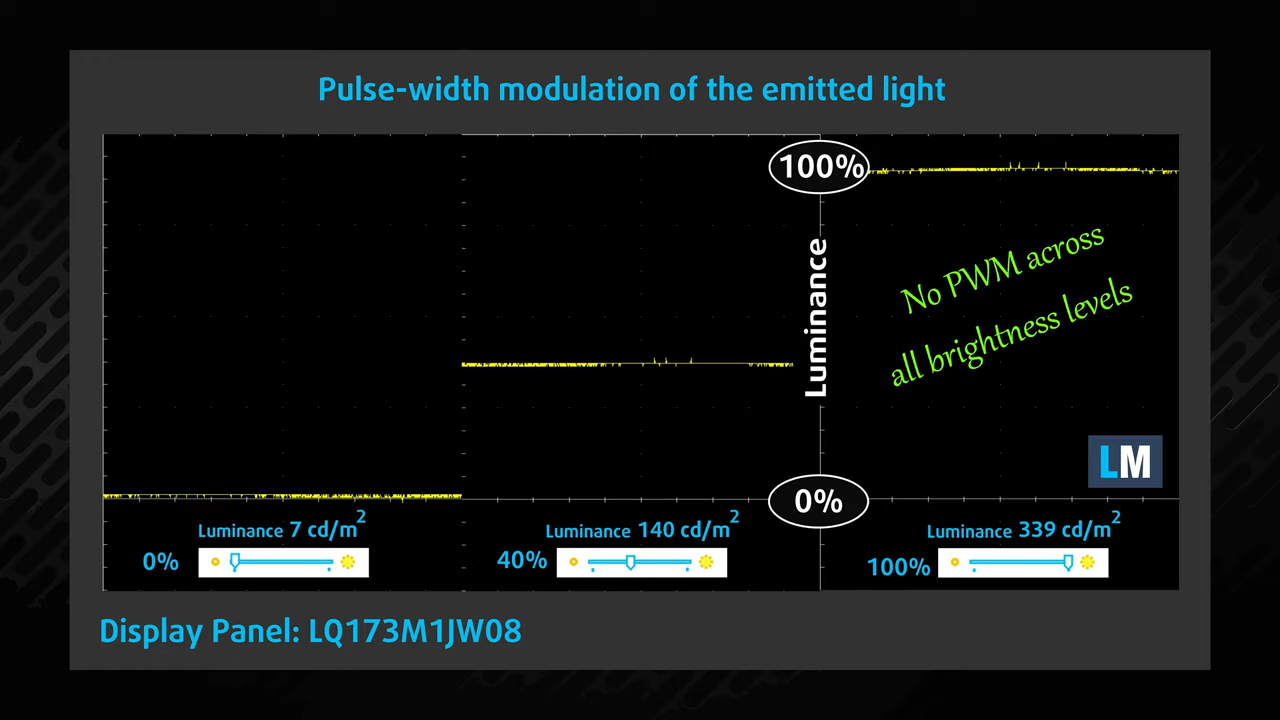 Pulse-width modulation of the emitted light
100%
Luminance
0%
No PWM across
all brightness levels
LM
Luminance 7 cd/m²
0%
Luminance 140 cd/m²
40%
Luminance 339 cd/m²
100%
Display Panel: LQ173M1JW08